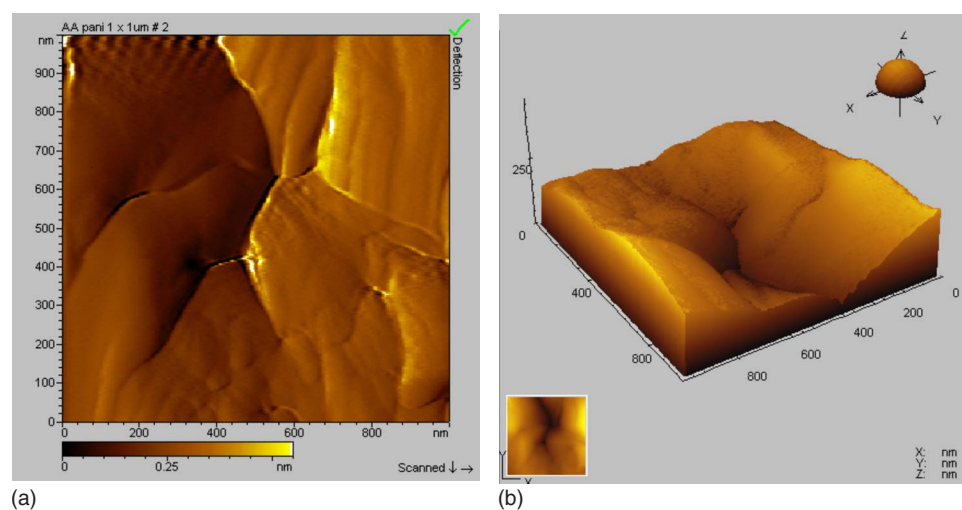 AA pani 1 x 1um # 2
nm
900
800
700
600
500
400
300
200
100
0
0 200 400 600 800 nm
0 0.25 nm
Deflection
Scanned ↓ →
(a)
Z
X
Y
250
0
400
800
800
600
400
200
0
Y
X
X: nm
Y: nm
Z: nm
(b)